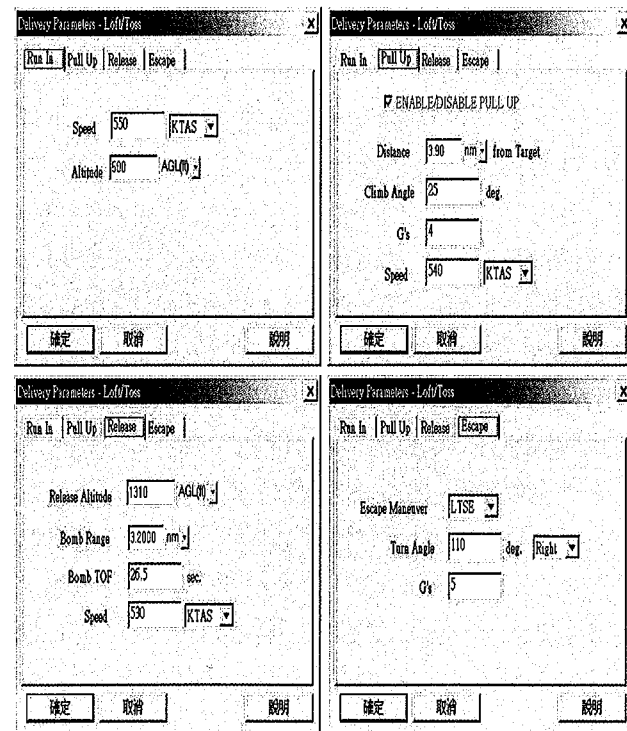 Delivery Parameters - Loft/Toss
Run In Pull Up Release Escape
Speed 550 KTAS
Altitude 500 AGL(ft)
確定 取消 說明
Delivery Parameters - Loft/Toss
Run In Pull Up Release Escape
ENABLE/DISABLE PULL UP
Distance 3.90 nm from Target
Climb Angle 25 deg.
G's 4
Speed 540 KTAS
確定 取消 說明
Delivery Parameters - Loft/Toss
Run In Pull Up Release Escape
Release Altitude 1310 AGL(ft)
Bomb Range 3.2000 nm
Bomb TOF 26.5 sec.
Speed 530 KTAS
確定 取消 說明
Delivery Parameters - Loft/Toss
Run In Pull Up Release Escape
Escape Maneuver LTSE
Turn Angle 110 deg. Right
G's 5
確定 取消 說明